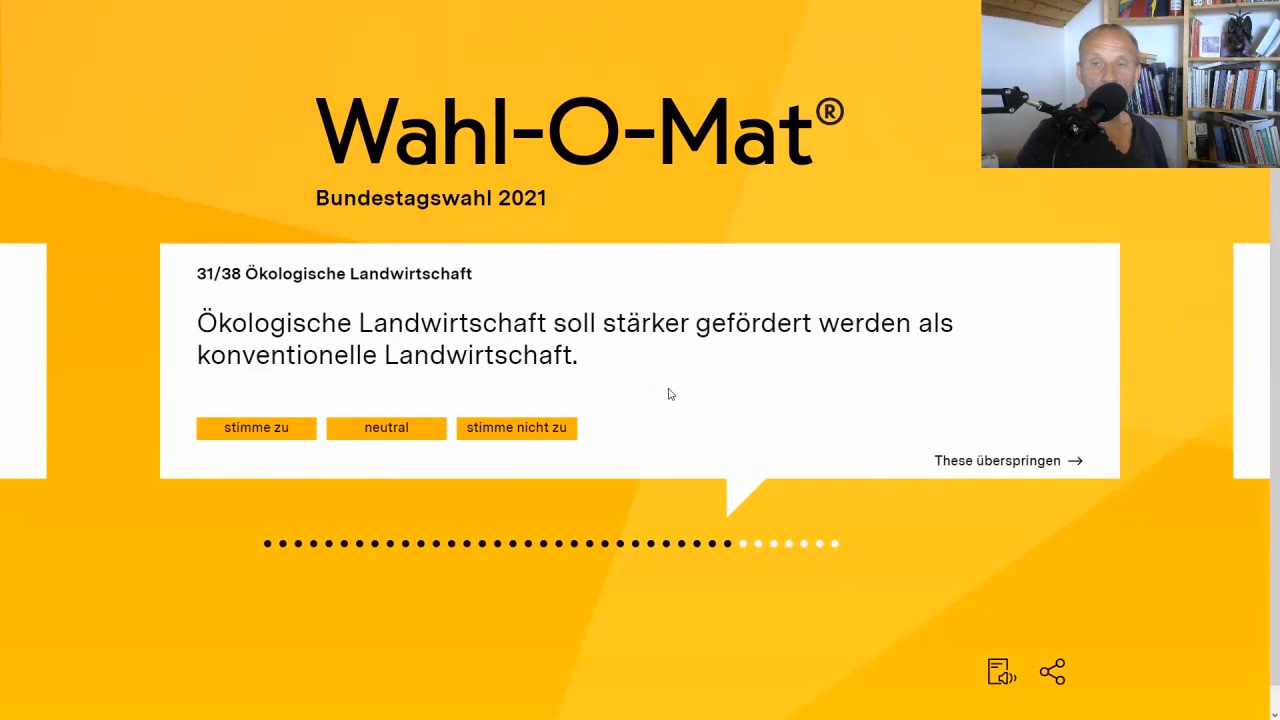 Wahl-O-Mat®
Bundestagswahl 2021
31/38 Ökologische Landwirtschaft
Ökologische Landwirtschaft soll stärker gefördert werden als
konventionelle Landwirtschaft.
stimme zu
neutral
stimme nicht zu
These überspringen →